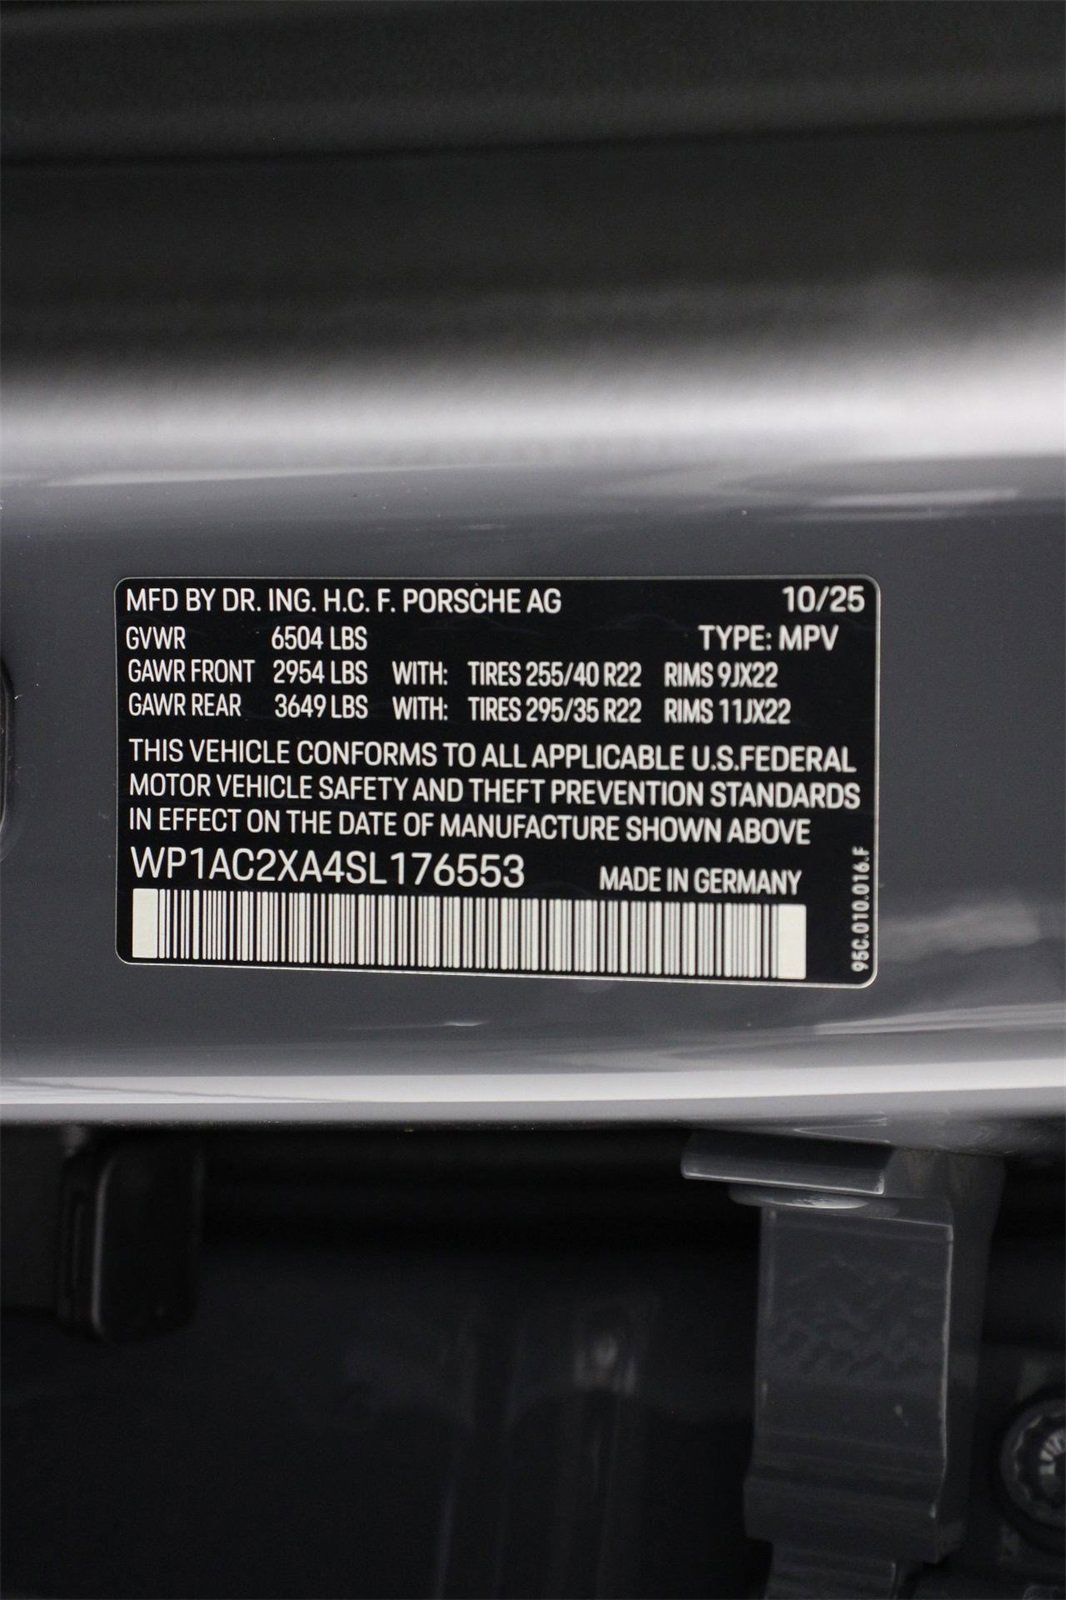 MFD BY DR. ING. H.C. F. PORSCHE AG 10/25
GVWR 6504 LBS TYPE: MPV
GAWR FRONT 2954 LBS WITH: TIRES 255/40 R22 RIMS 9JX22
GAWR REAR 3649 LBS WITH: TIRES 295/35 R22 RIMS 11JX22
THIS VEHICLE CONFORMS TO ALL APPLICABLE U.S.FEDERAL
MOTOR VEHICLE SAFETY AND THEFT PREVENTION STANDARDS
IN EFFECT ON THE DATE OF MANUFACTURE SHOWN ABOVE
WP1AC2XA4SL176553 MADE IN GERMANY
95C.010.016.F